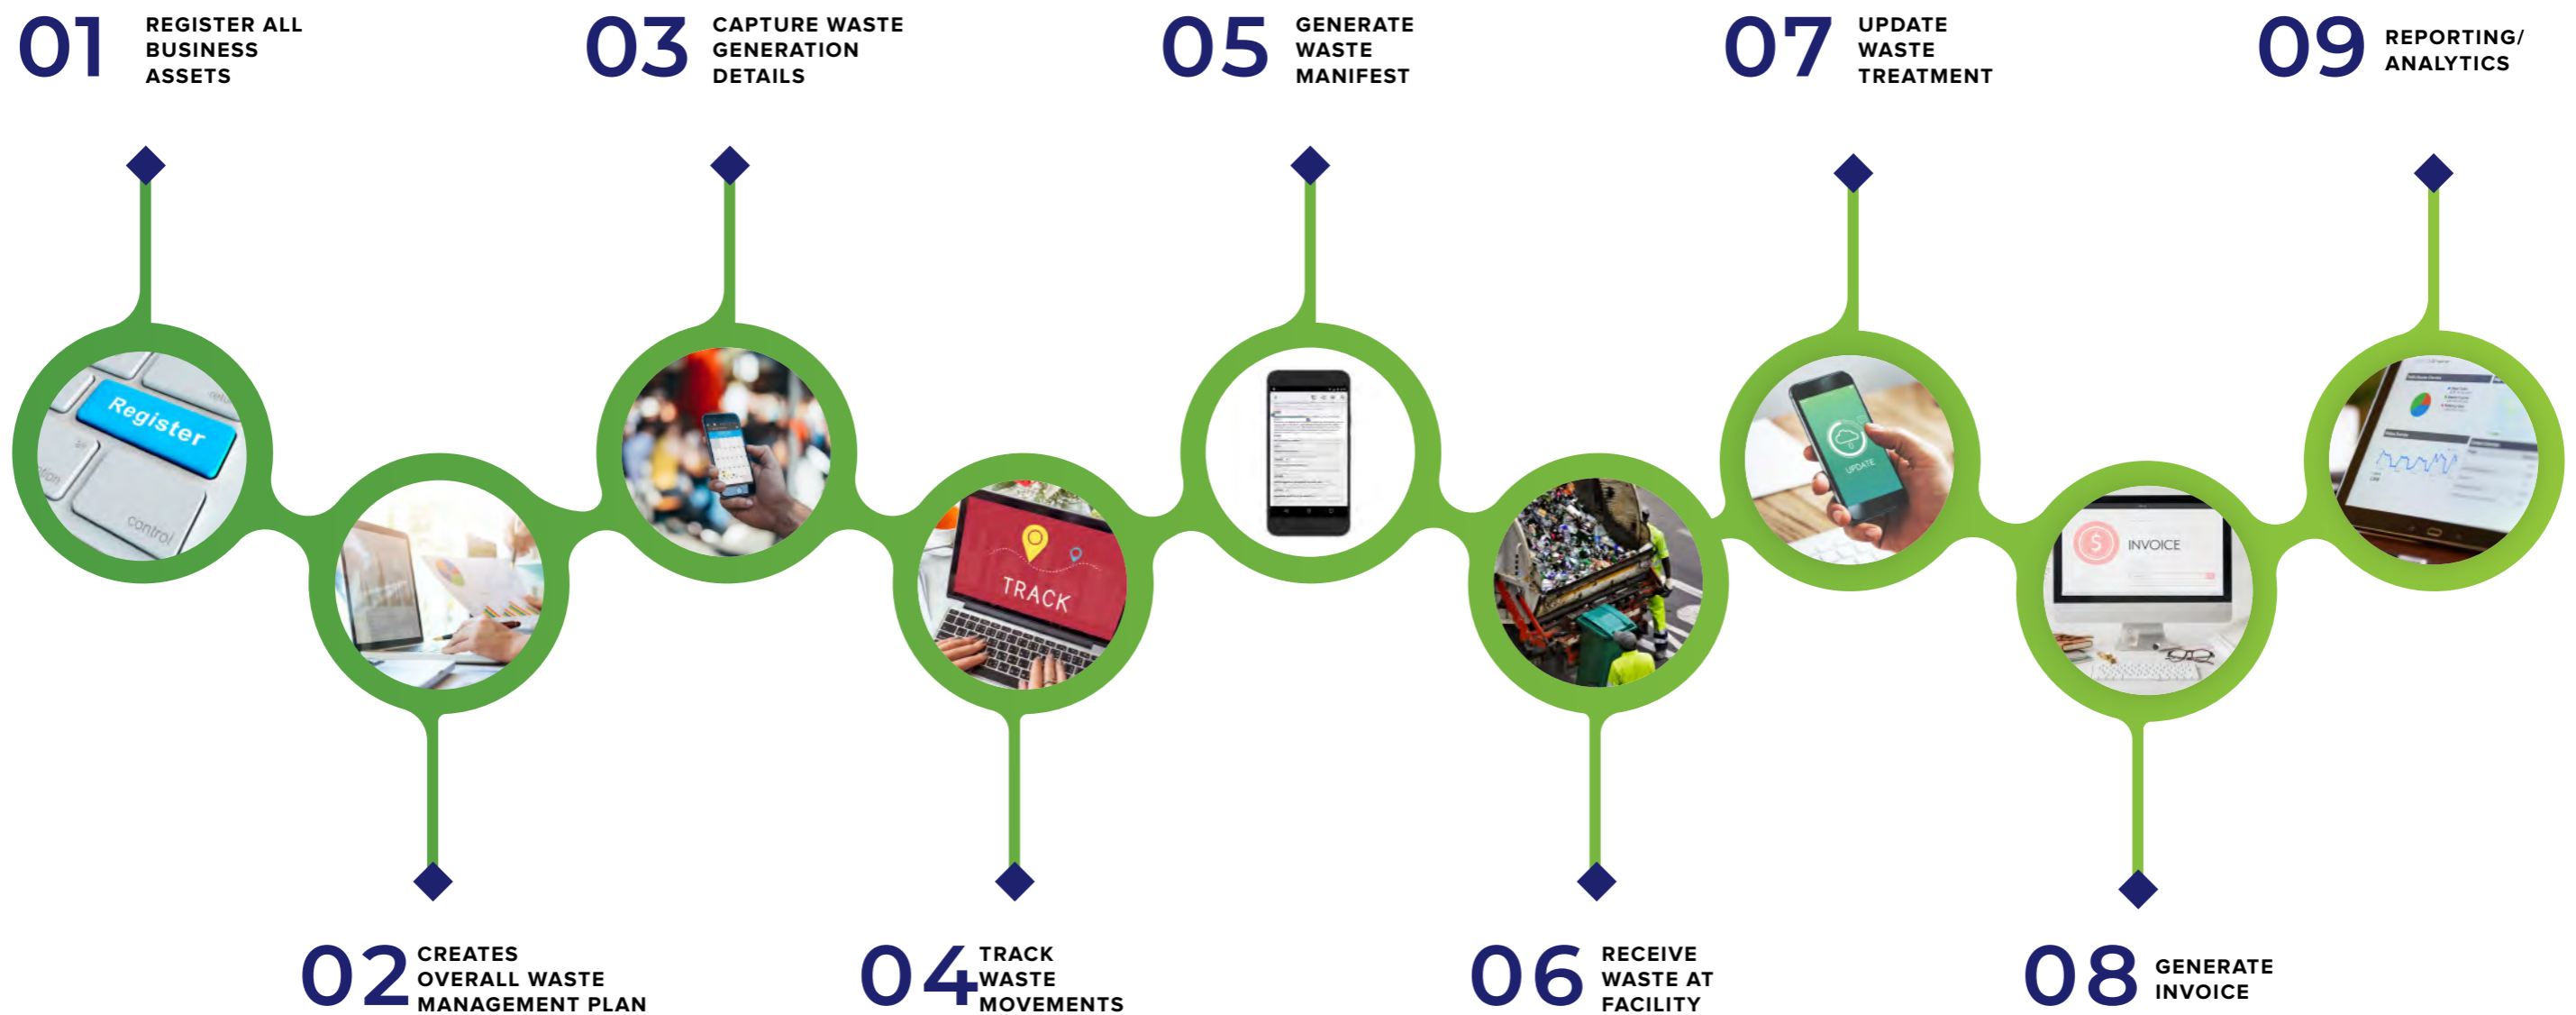 01
REGISTER ALL
BUSINESS
ASSETS
03
CAPTURE WASTE
GENERATION
DETAILS
05
GENERATE
WASTE
MANIFEST
07
UPDATE
WASTE
TREATMENT
09
REPORTING/
ANALYTICS
Register
control
TRACK
UPDATE
INVOICE
02
CREATES
OVERALL WASTE
MANAGEMENT PLAN
04
TRACK
WASTE
MOVEMENTS
06
RECEIVE
WASTE AT
FACILITY
08
GENERATE
INVOICE